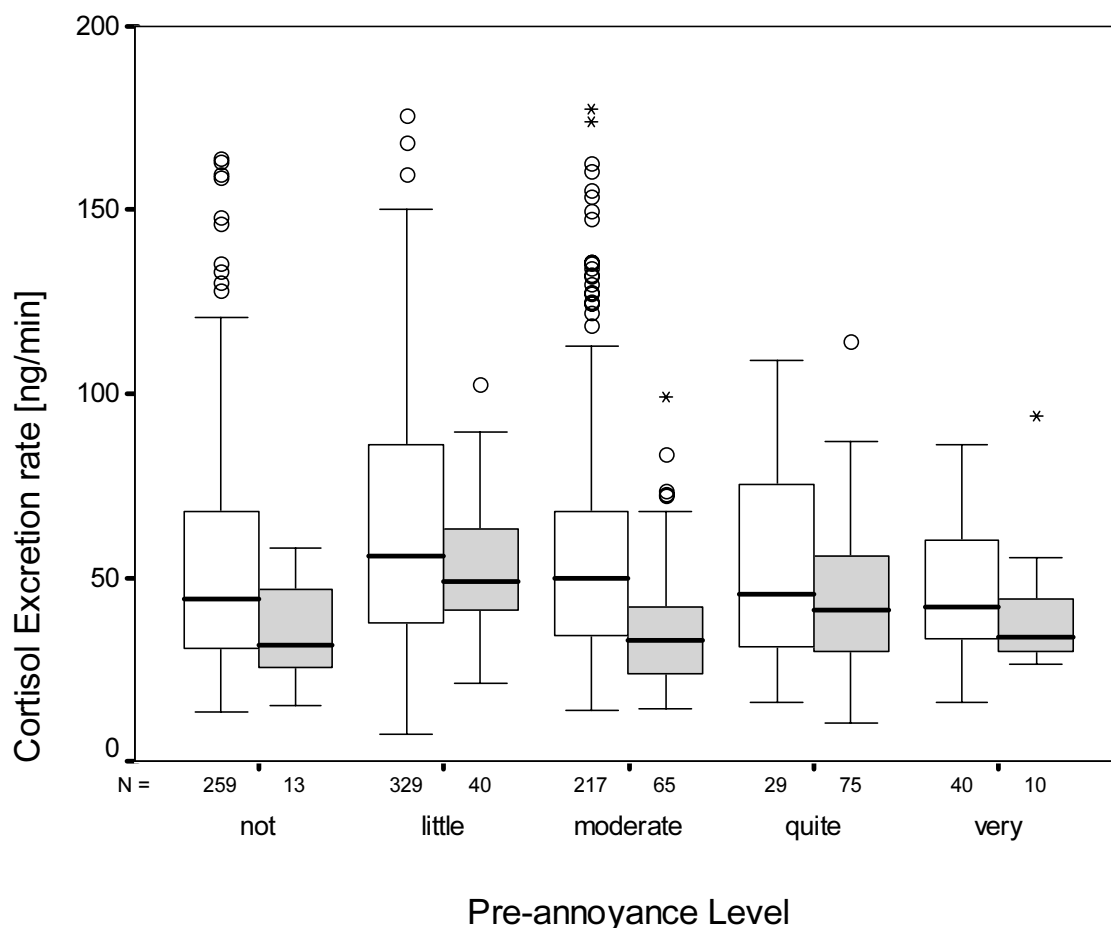 200
150
100
50
0
Cortisol Excretion rate [ng/min]
N = 259 13 329 40 217 65 29 75 40 10
not little moderate quite very
Pre-annoyance Level